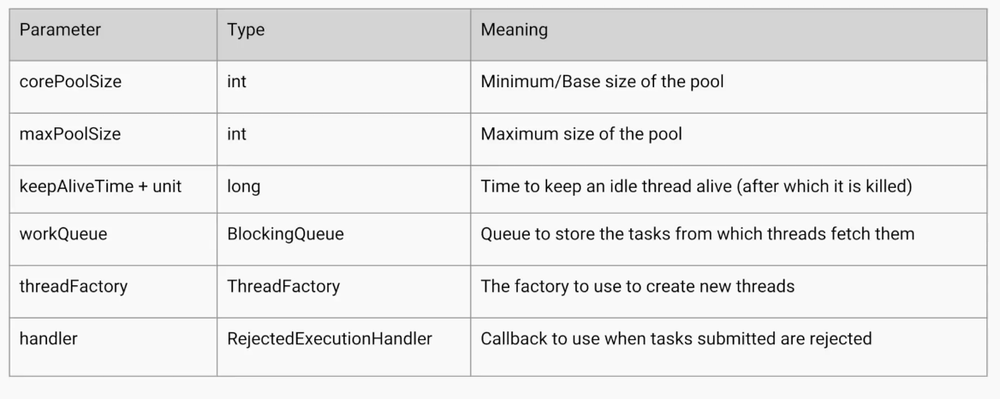 Parameter Type Meaning
corePoolSize int Minimum/Base size of the pool
maxPoolSize int Maximum size of the pool
keepAliveTime + unit long Time to keep an idle thread alive (after which it is killed)
workQueue BlockingQueue Queue to store the tasks from which threads fetch them
threadFactory ThreadFactory The factory to use to create new threads
handler RejectedExecutionHandler Callback to use when tasks submitted are rejected